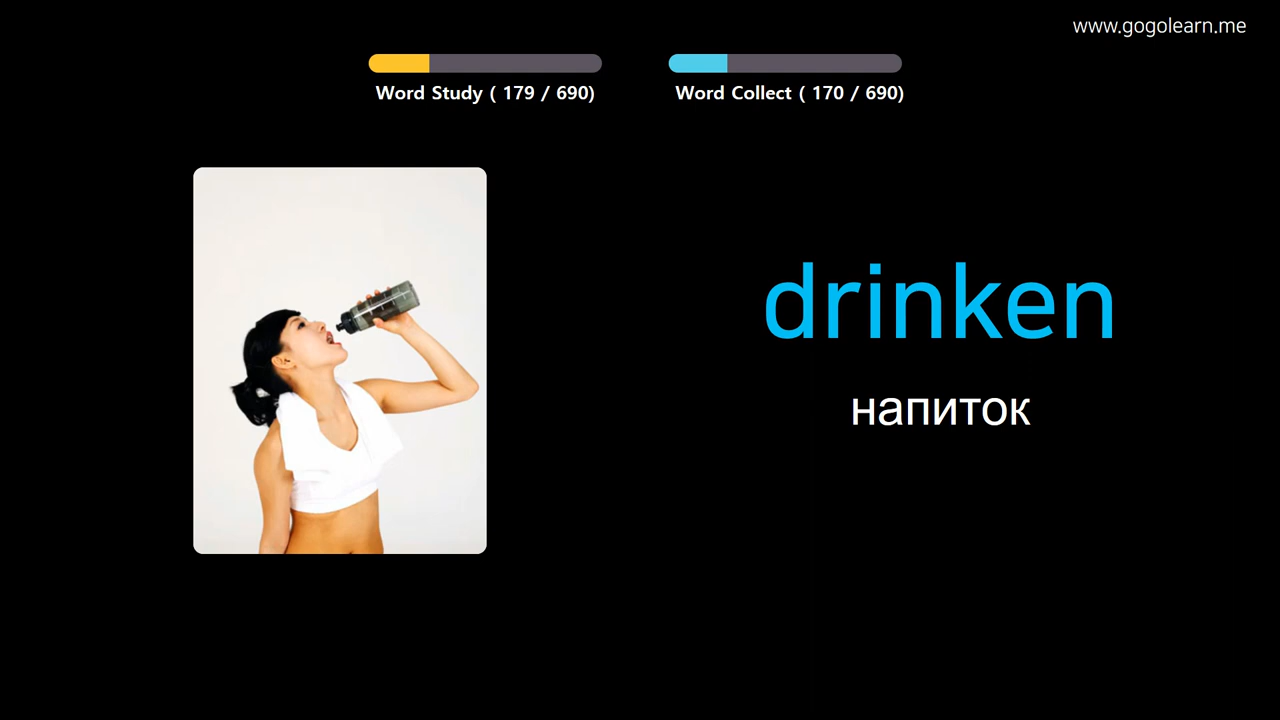 www.gogolearn.me
Word Study ( 179 / 690)
Word Collect ( 170 / 690)
drinken
напиток